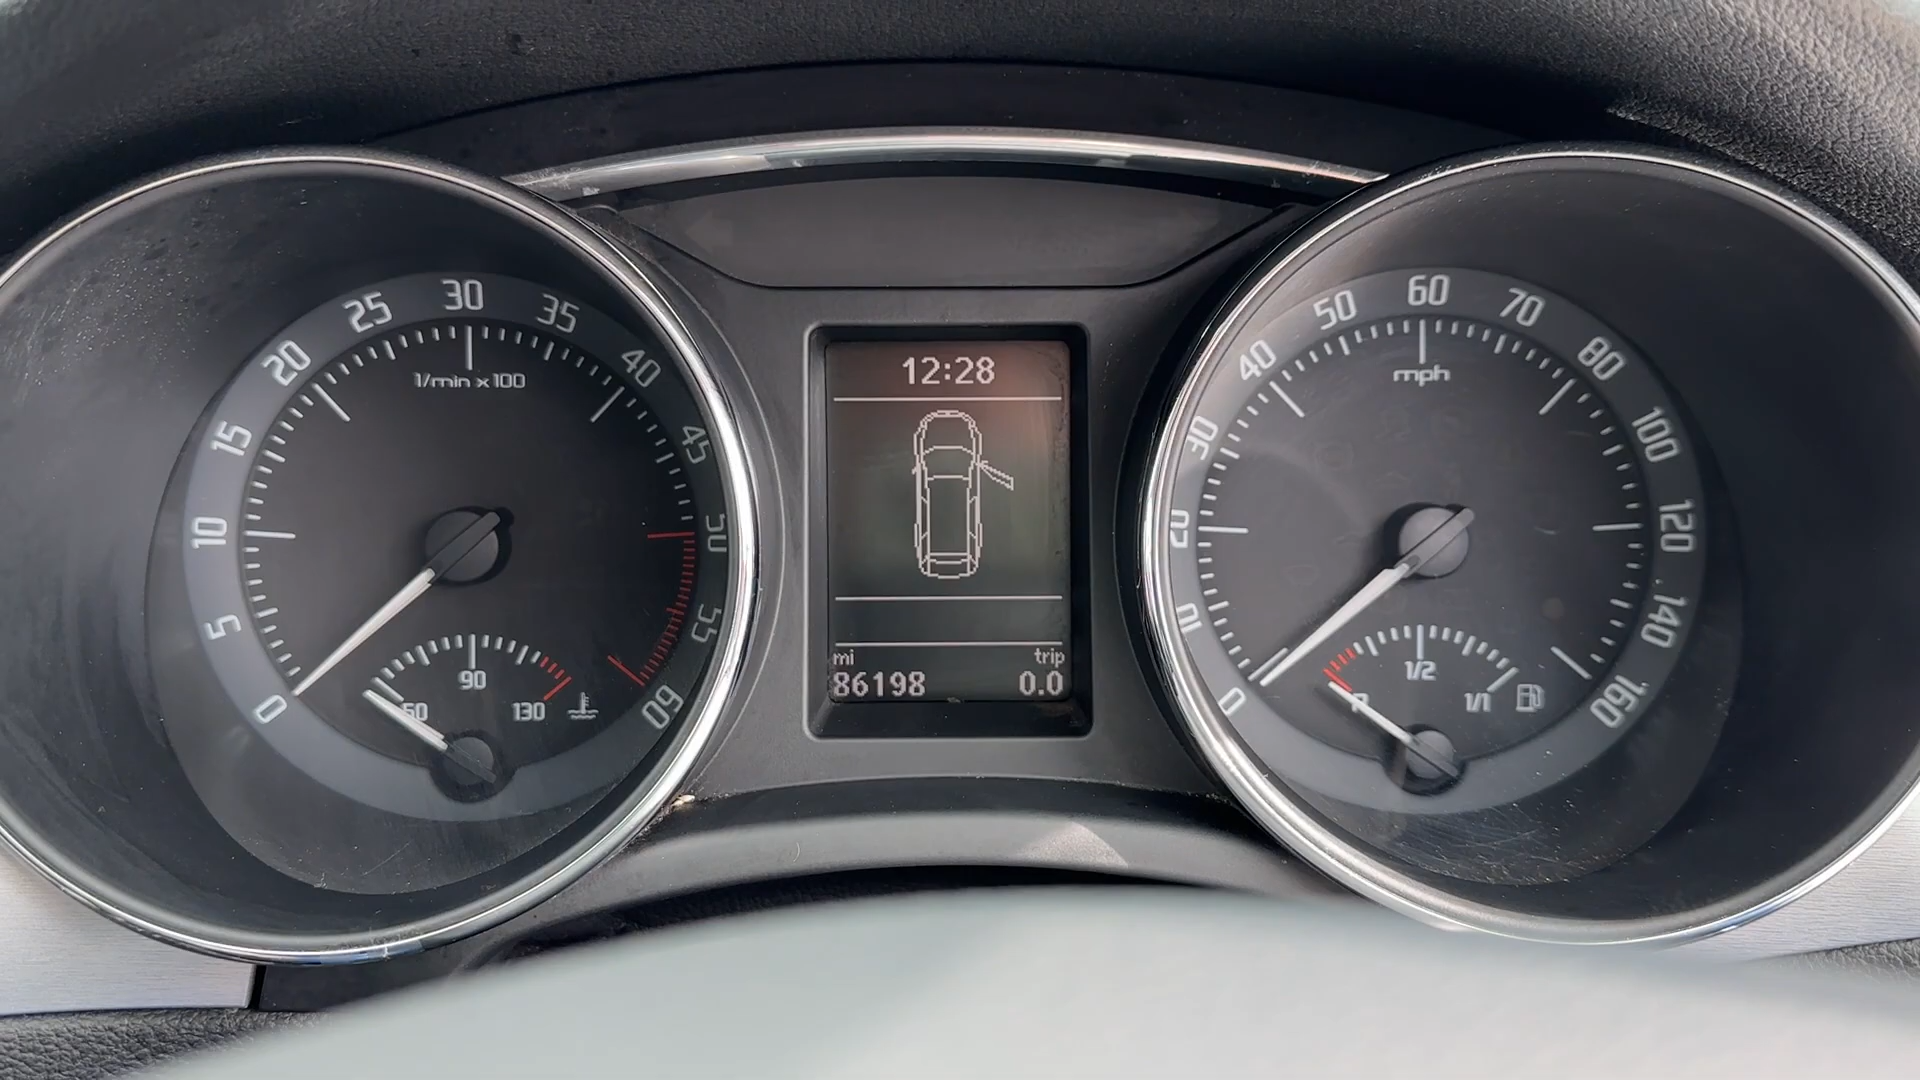 0 5 10 15 20 25 30 35 40 45 50 55 60
1/min x 100
50 90 130
12:28
mi trip
86198 0.0
0 10 20 30 40 50 60 70 80 100 120 140 160
mph
1/2 1/1